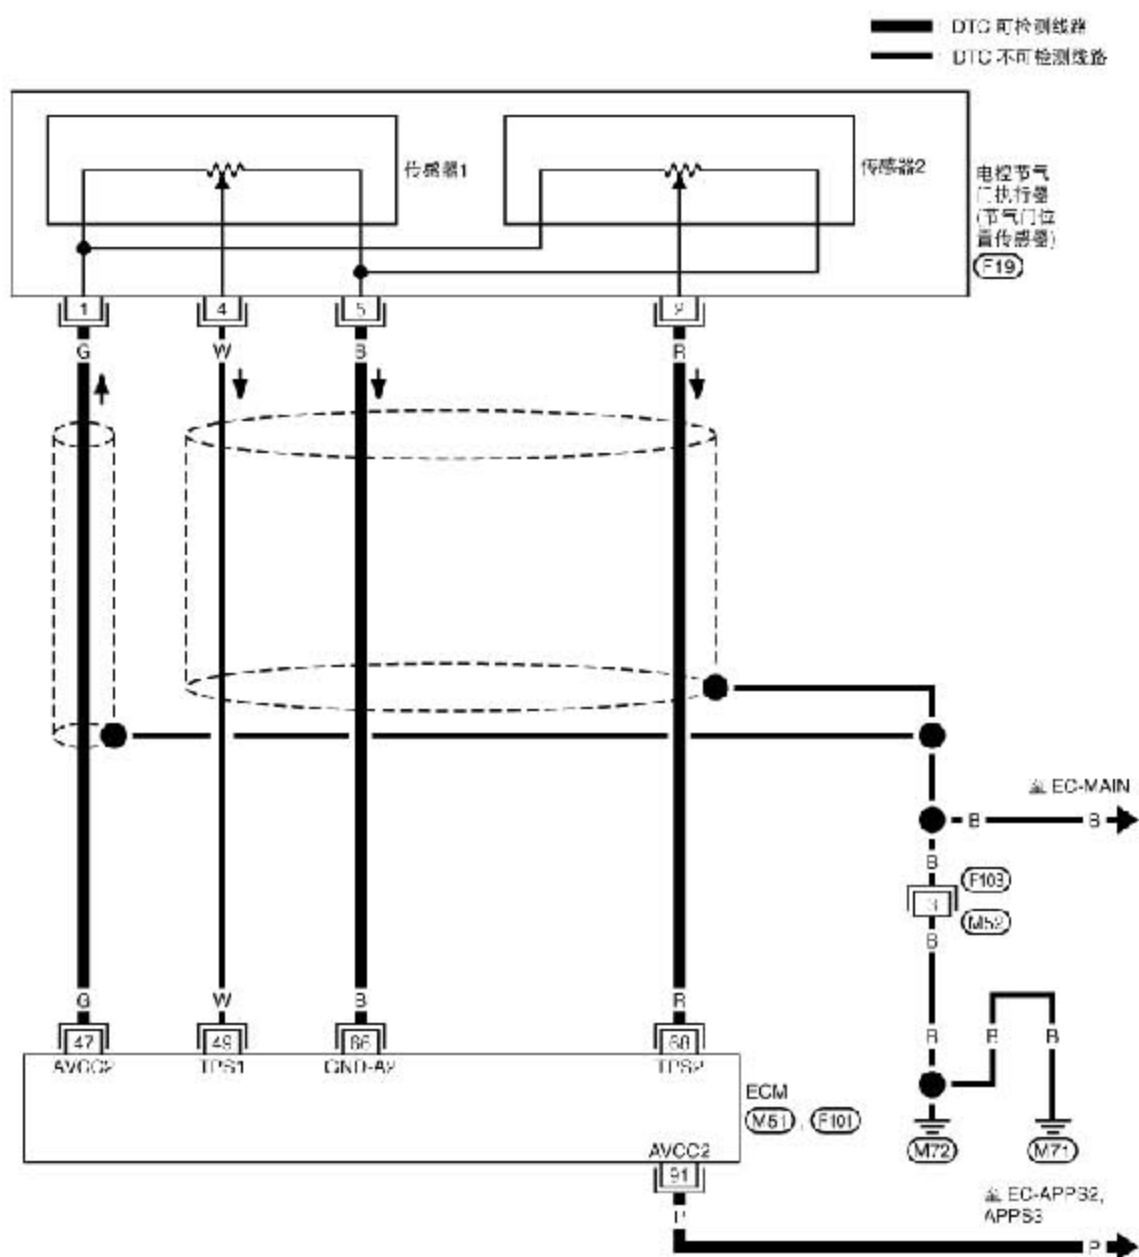 DTC 可检测线路
DTC 不可检测线路
传感器1
传感器2
电控节气
门执行器
(节气门位
置传感器)
F19
1
4
5
2
G
W
B
R
至 EC-MAIN
B
B
B
F103
3
M52
B
G
W
B
R
B
B
B
47
49
66
68
AVCC2
TPS1
GND-A2
TPS2
ECM
M51 , F101
M72
M71
AVCC2
91
至 EC-APPS2,
APPS3
P
P